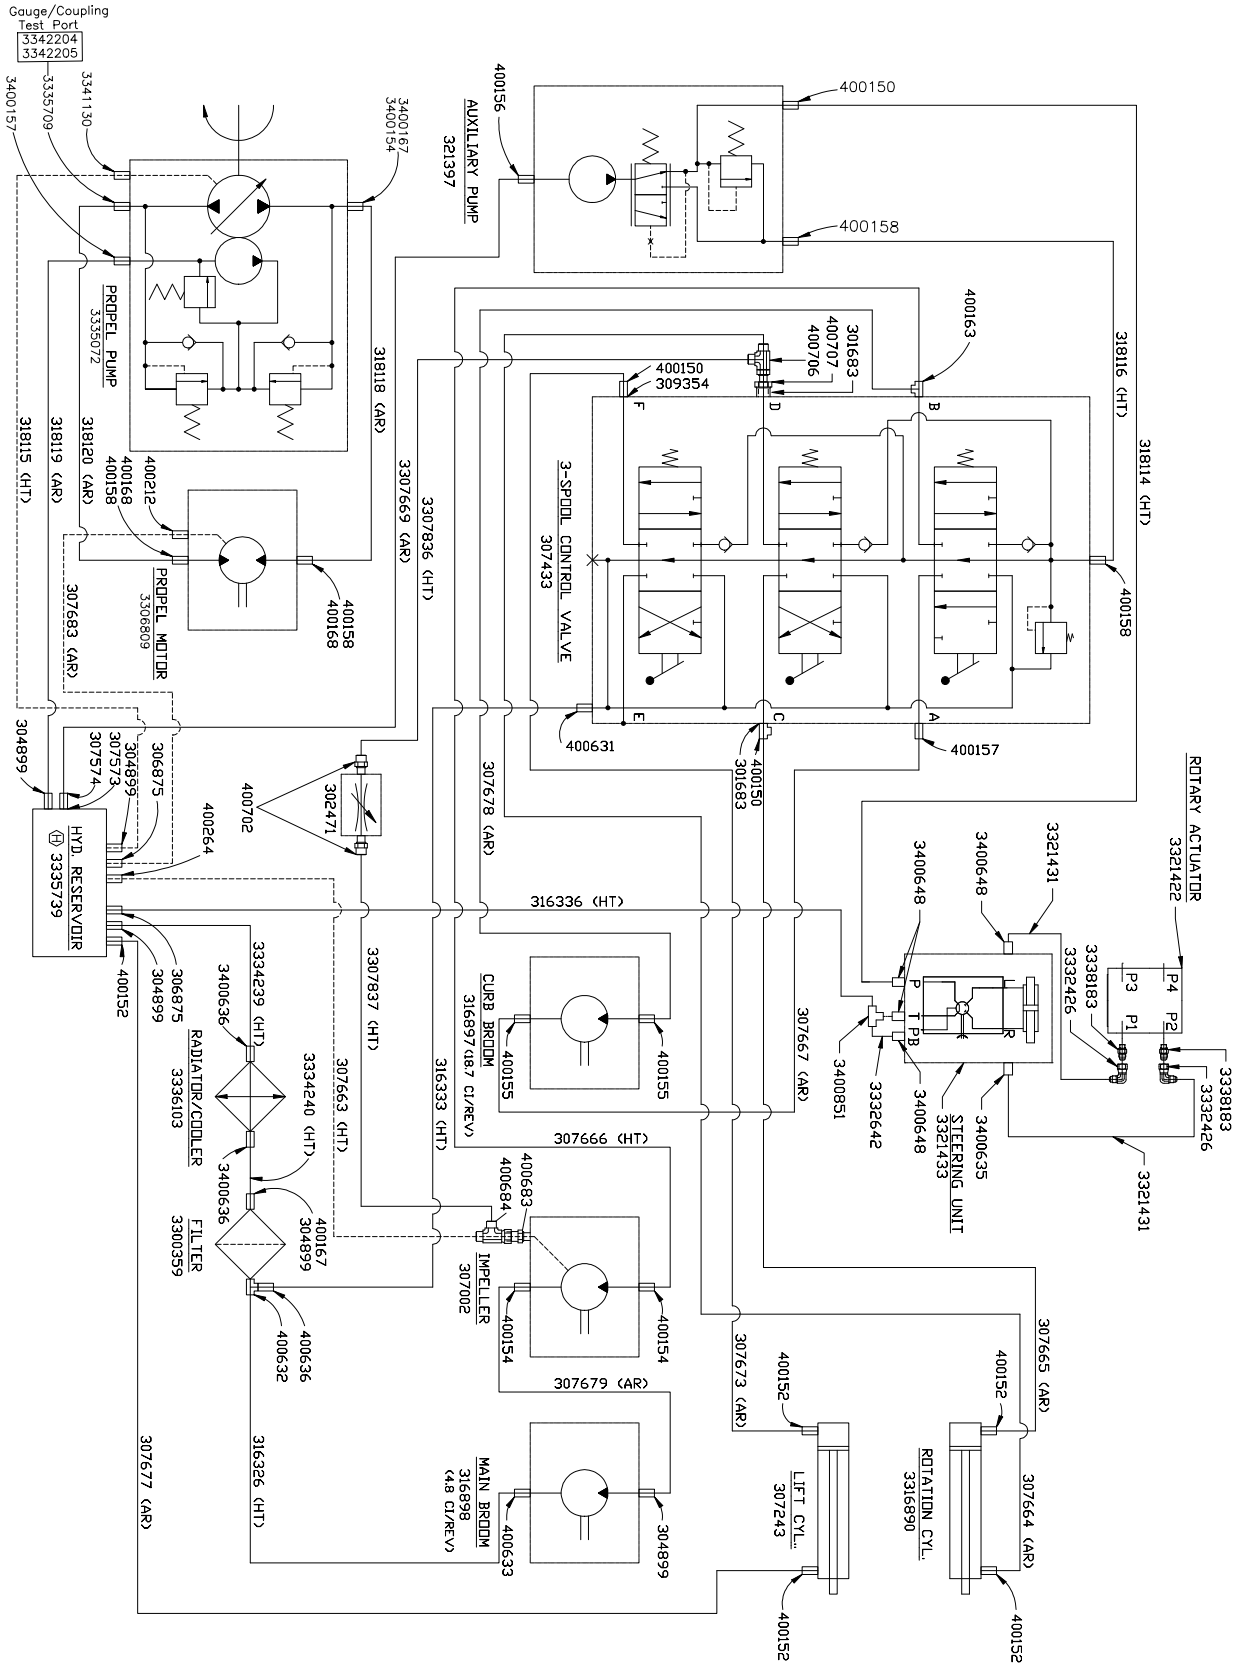 Gauge/Coupling
Test Port
3342204
3342205
3400157
3335709
3341130
3400167
3400154
400156
AUXILIARY PUMP
321397
400150
400158
PROPEL PUMP
3335072
318118 (AR)
318115 (HT)
318119 (AR)
318120 (AR)
400168
400158
400212
PROPEL MOTOR
3306809
400158
400168
307683 (AR)
3307669 (AR)
3307836 (HT)
400150
309354
400706
400707
301683
400163
318116 (HT)
318114 (HT)
F
D
B
3-SPOOL CONTROL VALVE
307433
400158
E
C
A
400631
400150
301683
400157
304899
307574
307573
304899
306875
400264
HYD. RESERVOIR
H 3335739
400152
304899
306875
400702
302471
307678 (AR)
316336 (HT)
3334239 (HT)
3400636
RADIATOR/COOLER
3336103
3400636
3334240 (HT)
3307837 (HT)
307663 (HT)
316333 (HT)
CURB BROOM
316897 (18.7 CI/REV)
400155
400155
307667 (AR)
307666 (HT)
ROTARY ACTUATOR
3321422
3321431
3400648
3400648
P
T
PB
L
R
3338183
3332426
P3
P1
P4
P2
3338183
3332426
3400851
3332642
3400648
STEERING UNIT
3321433
3400635
3321431
FILTER
3300359
400167
304899
400632
400636
400684
400683
IMPELLER
307002
400154
400154
307679 (AR)
307673 (AR)
307665 (AR)
316326 (HT)
307677 (AR)
MAIN BROOM
316898
(4.8 CI/REV)
400633
304899
400152
LIFT CYL.
307243
400152
400152
ROTATION CYL.
3316890
307664 (AR)
400152